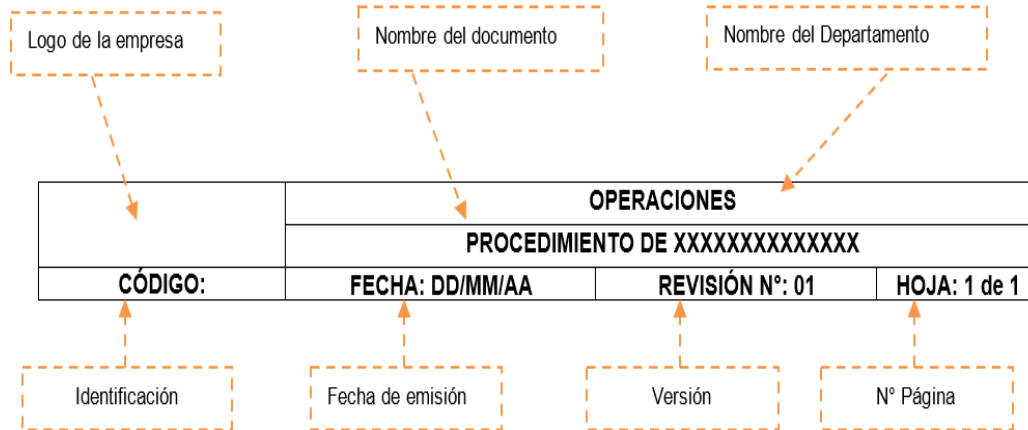 Logo de la empresa
Nombre del documento
Nombre del Departamento
OPERACIONES
PROCEDIMIENTO DE XXXXXXXXXXXXXX
CÓDIGO:
FECHA: DD/MM/AA
REVISIÓN N°: 01
HOJA: 1 de 1
Identificación
Fecha de emisión
Versión
N° Página